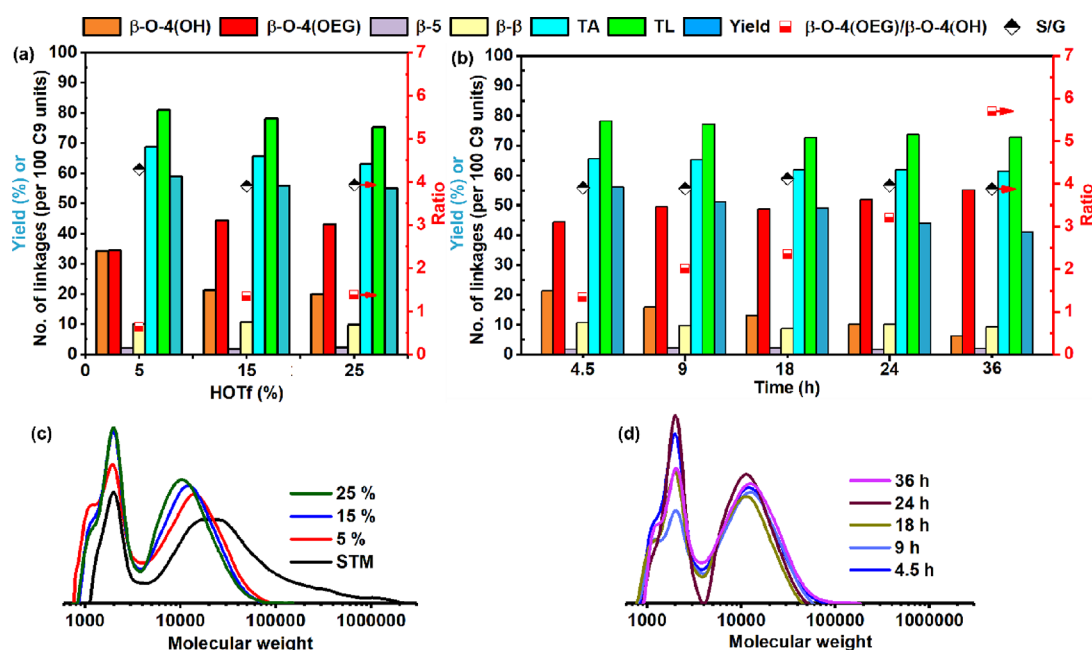 β-O-4(OH) β-O-4(OEG) β-5 β-β TA TL Yield β-O-4(OEG)/β-O-4(OH) S/G
(a)
Yield (%) or
No. of linkages (per 100 C9 units)
100
90
80
70
60
50
40
30
20
10
0
0 5 15 25
HOTf (%)
7
6
5
4
3
2
1
0
Ratio
(b)
Yield (%) or
No. of linkages (per 100 C9 units)
100
90
80
70
60
50
40
30
20
10
0
4.5 9 18 24 36
Time (h)
7
6
5
4
3
2
1
0
Ratio
(c)
25 %
15 %
5 %
STM
1000 10000 100000 1000000
Molecular weight
(d)
36 h
24 h
18 h
9 h
4.5 h
1000 10000 100000 1000000
Molecular weight